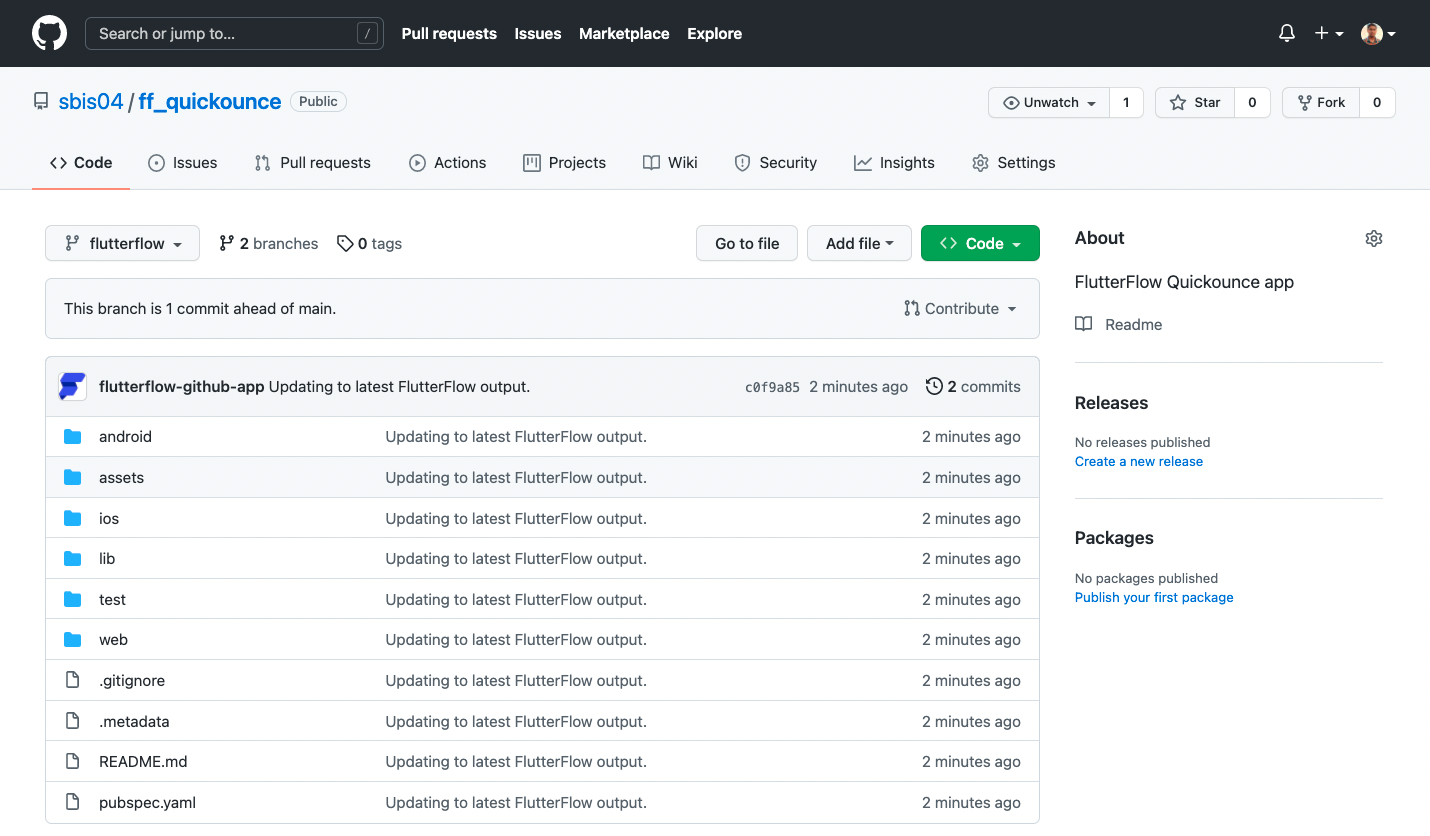 Search or jump to... / Pull requests Issues Marketplace Explore
sbis04 / ff_quickounce Public Unwatch 1 Star 0 Fork 0
Code Issues Pull requests Actions Projects Wiki Security Insights Settings
flutterflow 2 branches 0 tags Go to file Add file Code
This branch is 1 commit ahead of main. Contribute
flutterflow-github-app Updating to latest FlutterFlow output. c0f9a85 2 minutes ago 2 commits
android Updating to latest FlutterFlow output. 2 minutes ago
assets Updating to latest FlutterFlow output. 2 minutes ago
ios Updating to latest FlutterFlow output. 2 minutes ago
lib Updating to latest FlutterFlow output. 2 minutes ago
test Updating to latest FlutterFlow output. 2 minutes ago
web Updating to latest FlutterFlow output. 2 minutes ago
.gitignore Updating to latest FlutterFlow output. 2 minutes ago
.metadata Updating to latest FlutterFlow output. 2 minutes ago
README.md Updating to latest FlutterFlow output. 2 minutes ago
pubspec.yaml Updating to latest FlutterFlow output. 2 minutes ago
About
FlutterFlow Quickounce app
Readme
Releases
No releases published
Create a new release
Packages
No packages published
Publish your first package